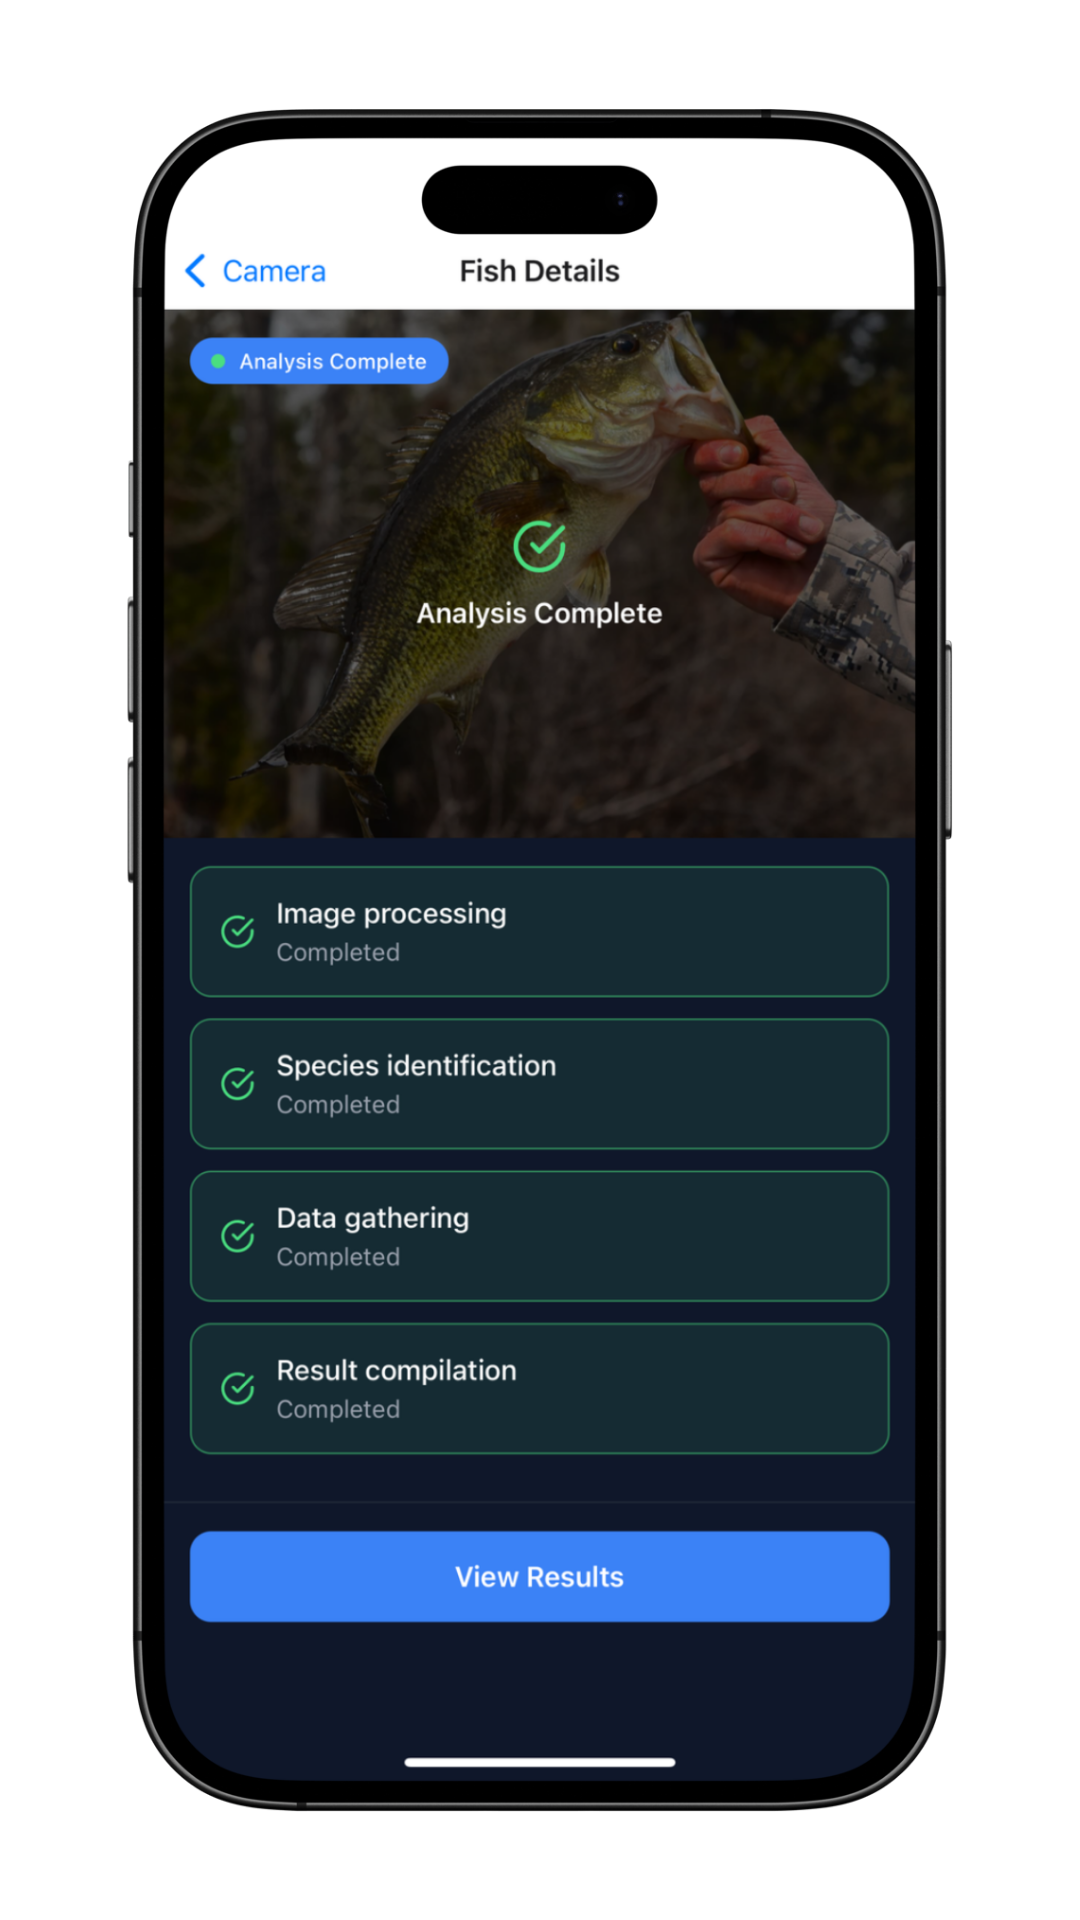 Camera
Fish Details
Analysis Complete
Analysis Complete
Image processing
Completed
Species identification
Completed
Data gathering
Completed
Result compilation
Completed
View Results